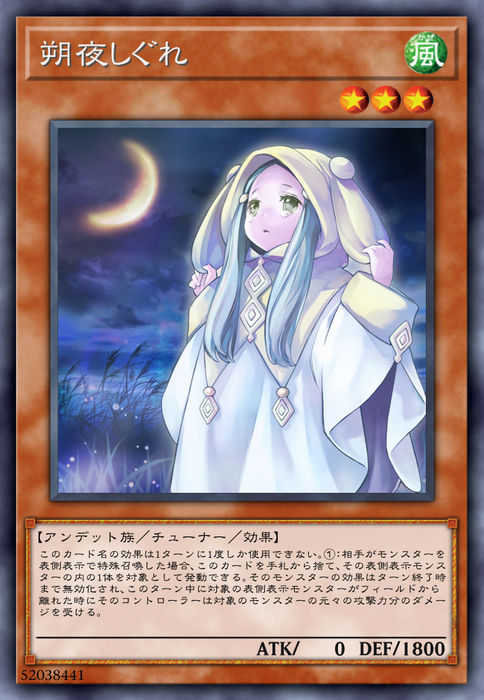 朔夜しぐれ
かぜ
風
【アンデット族／チューナー／効果】
このカード名の効果は1ターンに1度しか使用できない。①：相手がモンスターを
表側表示で特殊召喚した場合、このカードを手札から捨て、その表側表示モン
スターの内の1体を対象として発動できる。そのモンスターの効果はターン終了時
まで無効化され、このターン中に対象の表側表示モンスターがフィールドから
離れた時にそのコントローラーは対象のモンスターの元々の攻撃力分のダメー
ジを受ける。
ATK/ 0 DEF/1800
52038441